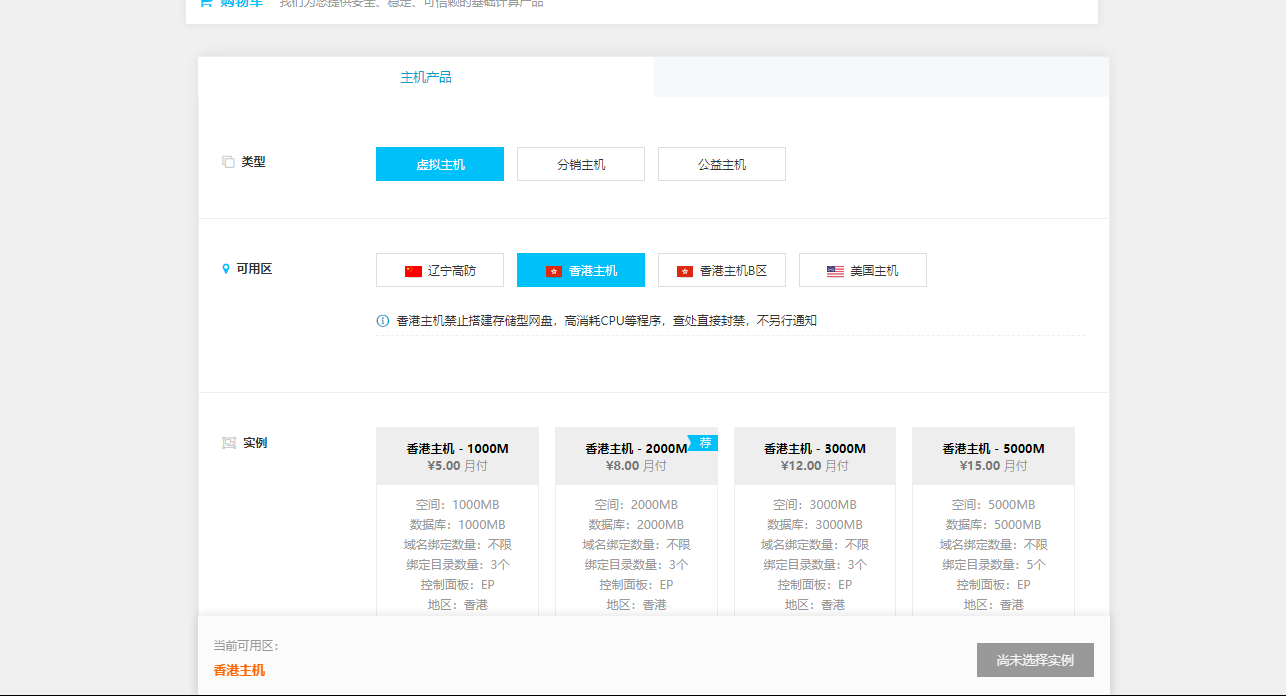 购物车 我们为您提供安全、稳定、可信赖的基础计算产品
主机产品
类型 虚拟主机 分销主机 公益主机
可用区 辽宁高防 香港主机 香港主机B区 美国主机
香港主机禁止搭建存储型网盘，高消耗CPU等程序，查处直接封禁，不另行通知
实例
香港主机 - 1000M
¥5.00 月付
空间：1000MB
数据库：1000MB
域名绑定数量：不限
绑定目录数量：3个
控制面板：EP
地区：香港
香港主机 - 2000M 荐
¥8.00 月付
空间：2000MB
数据库：2000MB
域名绑定数量：不限
绑定目录数量：3个
控制面板：EP
地区：香港
香港主机 - 3000M
¥12.00 月付
空间：3000MB
数据库：3000MB
域名绑定数量：不限
绑定目录数量：3个
控制面板：EP
地区：香港
香港主机 - 5000M
¥15.00 月付
空间：5000MB
数据库：5000MB
域名绑定数量：不限
绑定目录数量：5个
控制面板：EP
地区：香港
当前可用区：
香港主机
尚未选择实例